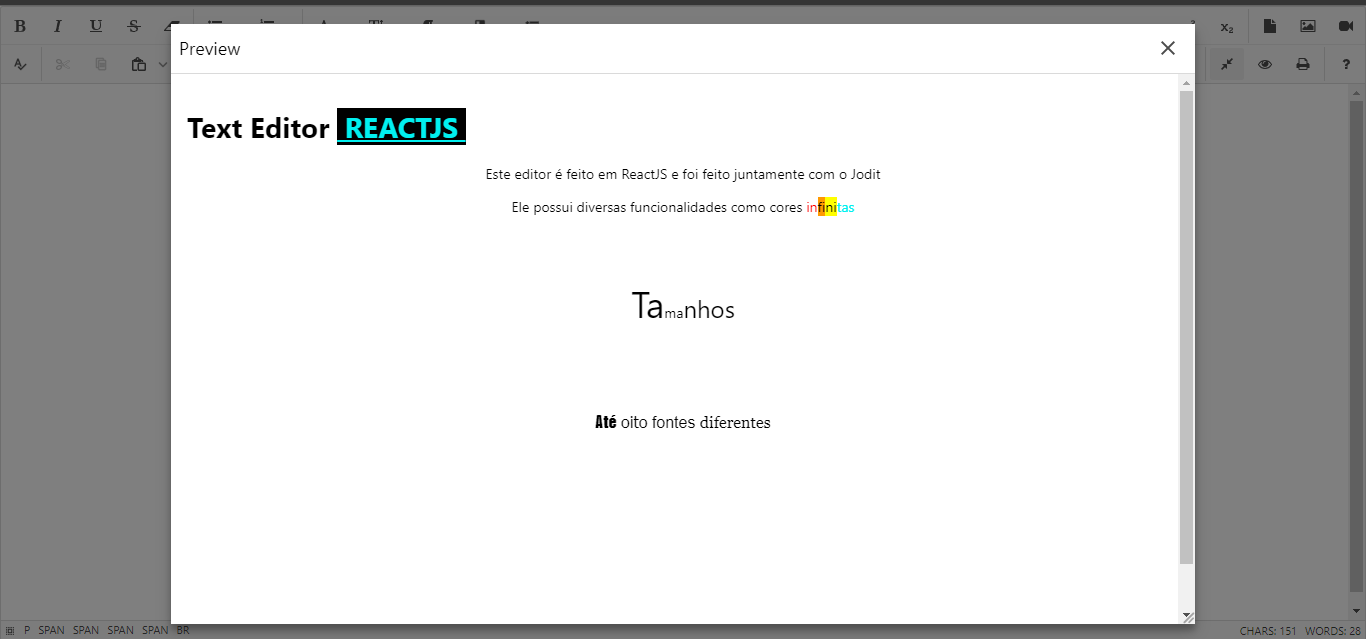 B I U S
x₂
Preview
Text Editor REACTJS
Este editor é feito em ReactJS e foi feito juntamente com o Jodit
Ele possui diversas funcionalidades como cores infinitas
Tamanhos
Até oito fontes diferentes
P SPAN SPAN SPAN SPAN BR
CHARS: 151 WORDS: 28